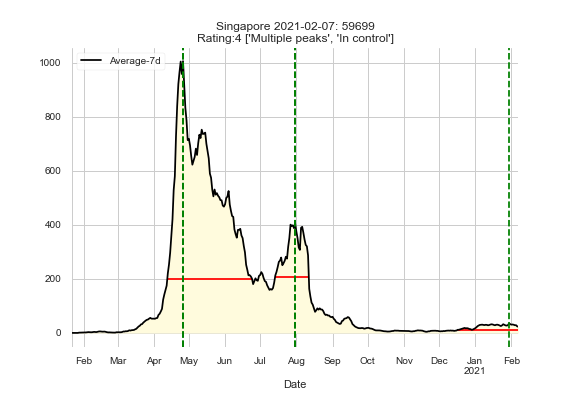 Singapore 2021-02-07: 59699
Rating:4 ['Multiple peaks', 'In control']
Average-7d
1000
800
600
400
200
0
Feb Mar Apr May Jun Jul Aug Sep Oct Nov Dec Jan Feb
2021
Date